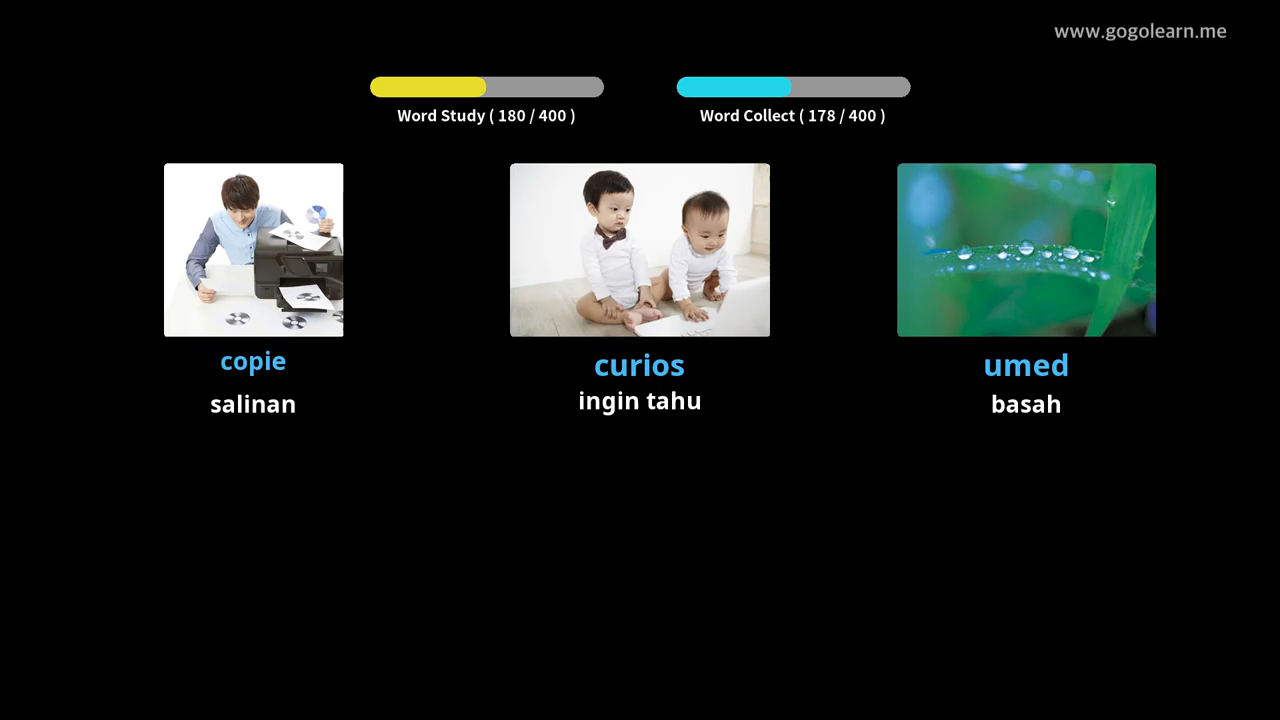 www.gogolearn.me
Word Study ( 180 / 400 )
Word Collect ( 178 / 400 )
copie
salinan
curios
ingin tahu
umed
basah